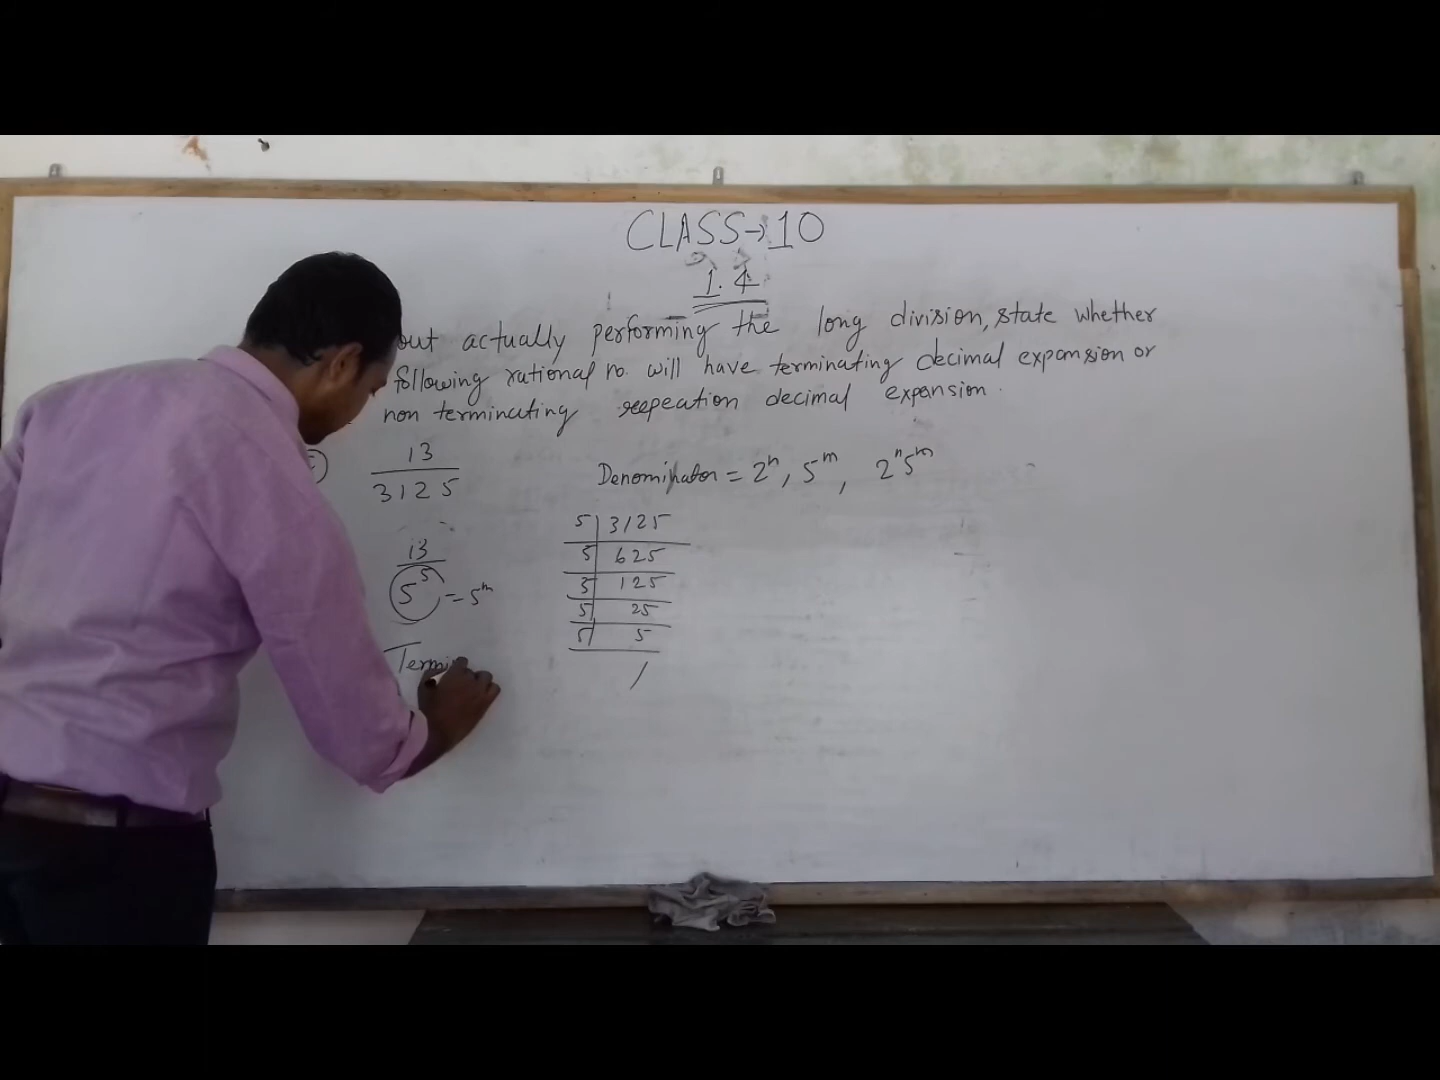 CLASS→10
1.4
out actually performing the long division, state whether
following rational no. will have terminating decimal expansion or
non terminating reepeation decimal expansion.
13
3125
Denominator = 2ⁿ, 5ᵐ, 2ⁿ5ᵐ
13
5⁵ = 5ᵐ
5 | 3125
5 | 625
5 | 125
5 | 25
5 | 5
1
Termi